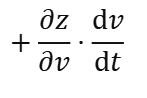 + ∂z/∂v · dv/dt